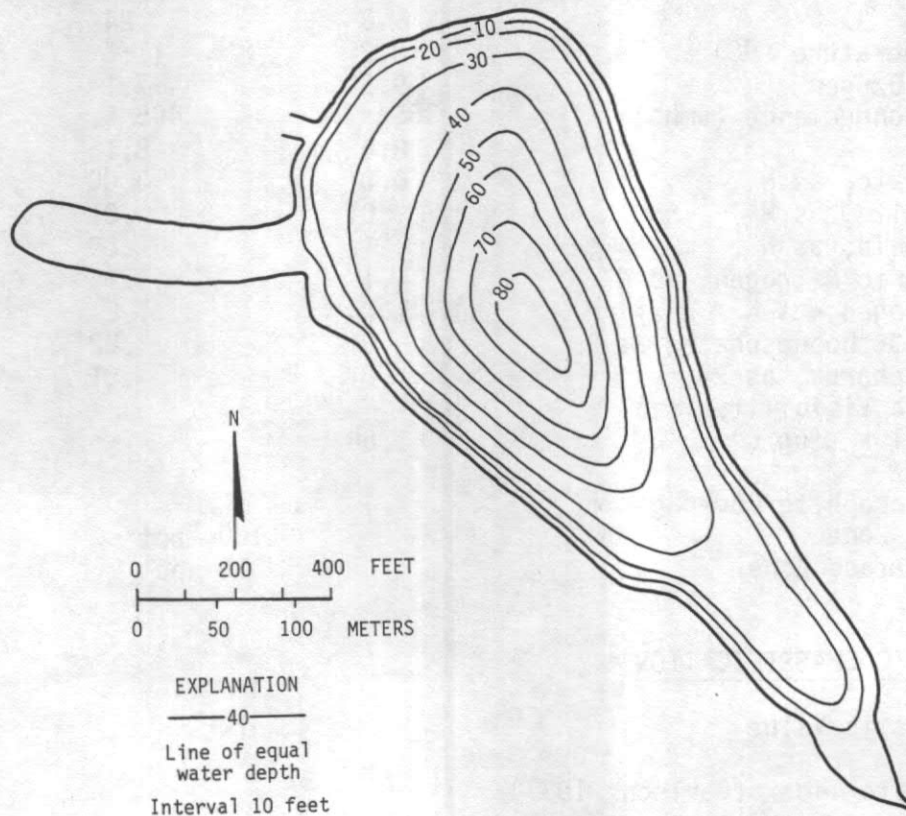 10
20
30
40
50
60
70
80
N
0 200 400 FEET
0 50 100 METERS
EXPLANATION
40
Line of equal
water depth
Interval 10 feet